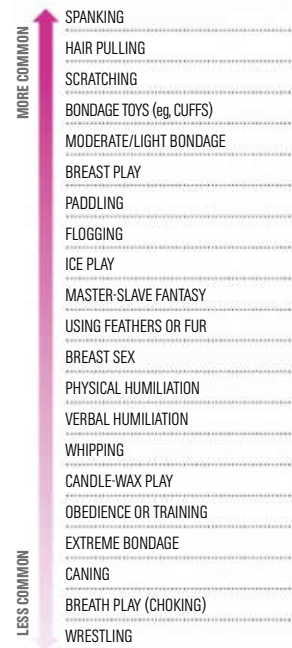 MORE COMMON
SPANKING
HAIR PULLING
SCRATCHING
BONDAGE TOYS (eg, CUFFS)
MODERATE/LIGHT BONDAGE
BREAST PLAY
PADDLING
FLOGGING
ICE PLAY
MASTER-SLAVE FANTASY
USING FEATHERS OR FUR
BREAST SEX
PHYSICAL HUMILIATION
VERBAL HUMILIATION
WHIPPING
CANDLE-WAX PLAY
OBEDIENCE OR TRAINING
EXTREME BONDAGE
CANING
BREATH PLAY (CHOKING)
WRESTLING
LESS COMMON